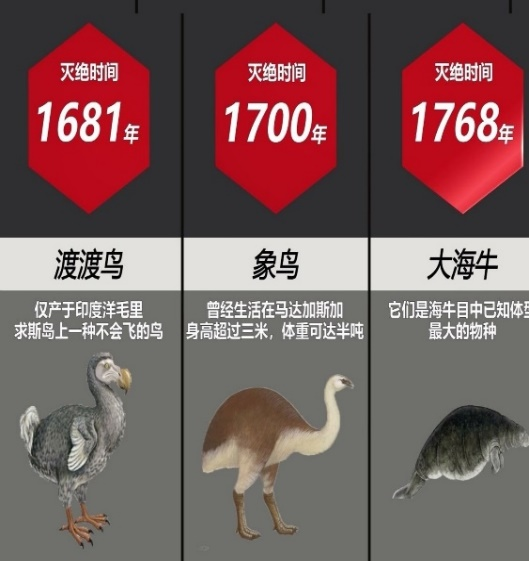 灭绝时间
1681年
渡渡鸟
仅产于印度洋毛里
求斯岛上一种不会飞的鸟
灭绝时间
1700年
象鸟
曾经生活在马达加斯加
身高超过三米，体重可达半吨
灭绝时间
1768年
大海牛
它们是海牛目中已知体型
最大的物种